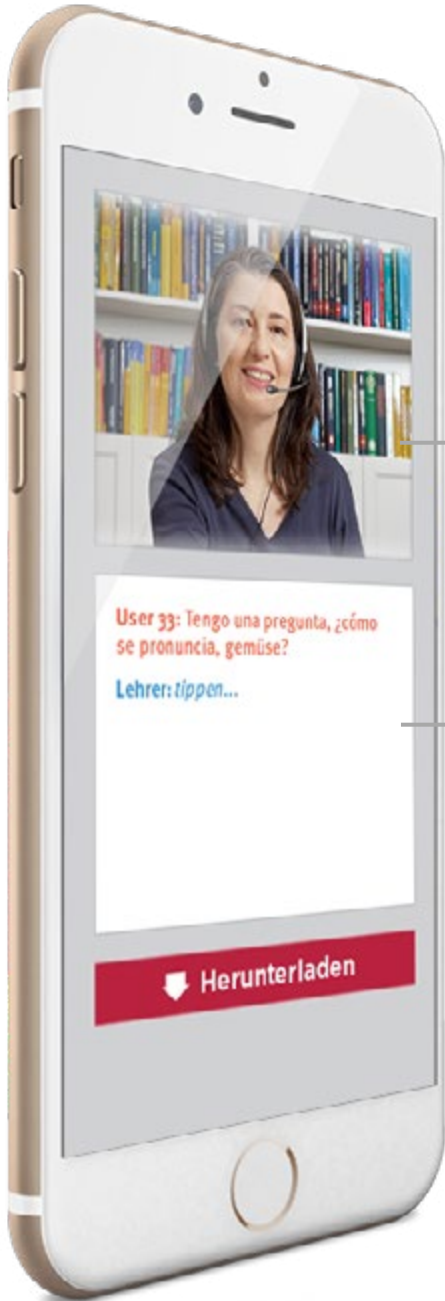 User 33: Tengo una pregunta, ¿cómo
se pronuncia, gemüse?
Lehrer: tippen...
Herunterladen